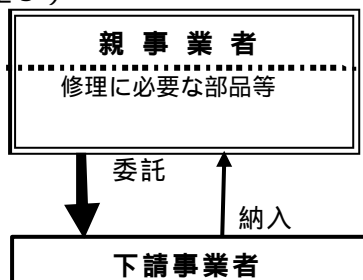 親事業者
修理に必要な部品等
委託
納入
下請事業者